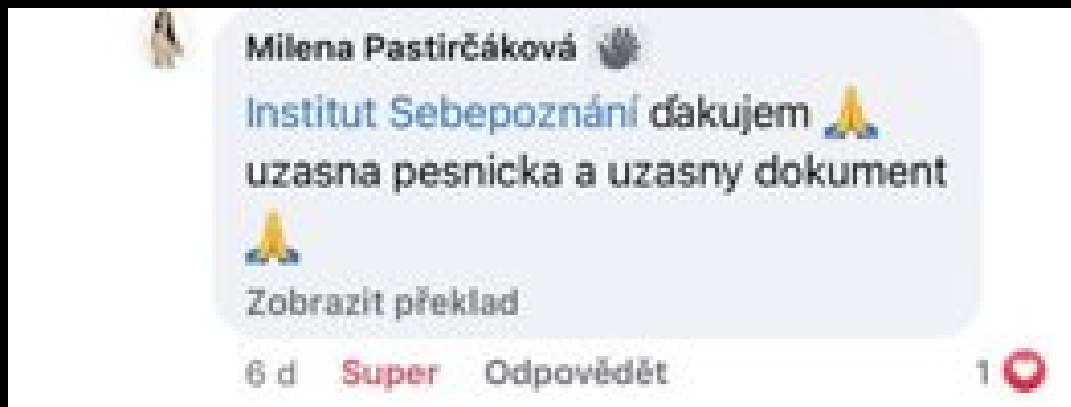 Milena Pastirčáková
Institut Sebepoznání ďakujem 🙏
uzasna pesnicka a uzasny dokument
🙏
Zobrazit překlad
6 d Super Odpovědět 1